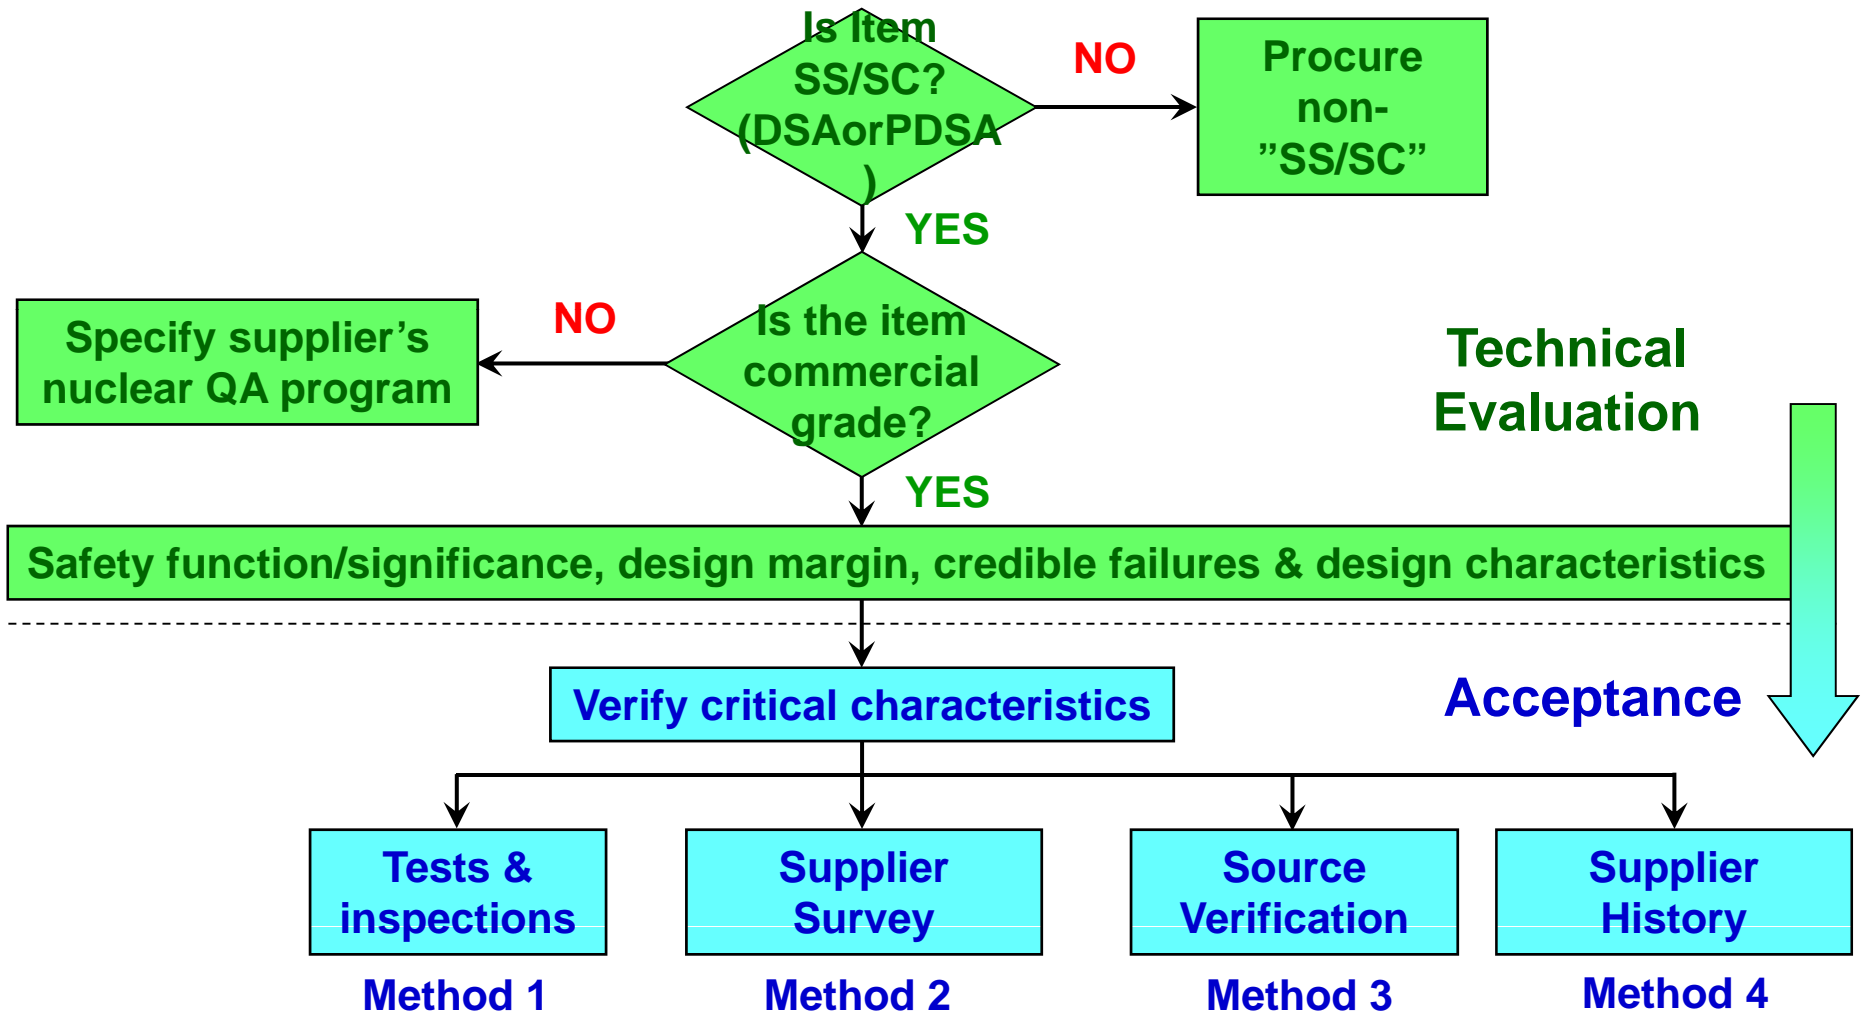 Is Item
SS/SC?
(DSAorPDSA
)
NO
Procure
non-
”SS/SC”
YES
Specify supplier’s
nuclear QA program
NO
Is the item
commercial
grade?
Technical
Evaluation
YES
Safety function/significance, design margin, credible failures & design characteristics
Verify critical characteristics
Acceptance
Tests &
inspections
Supplier
Survey
Source
Verification
Supplier
History
Method 1
Method 2
Method 3
Method 4